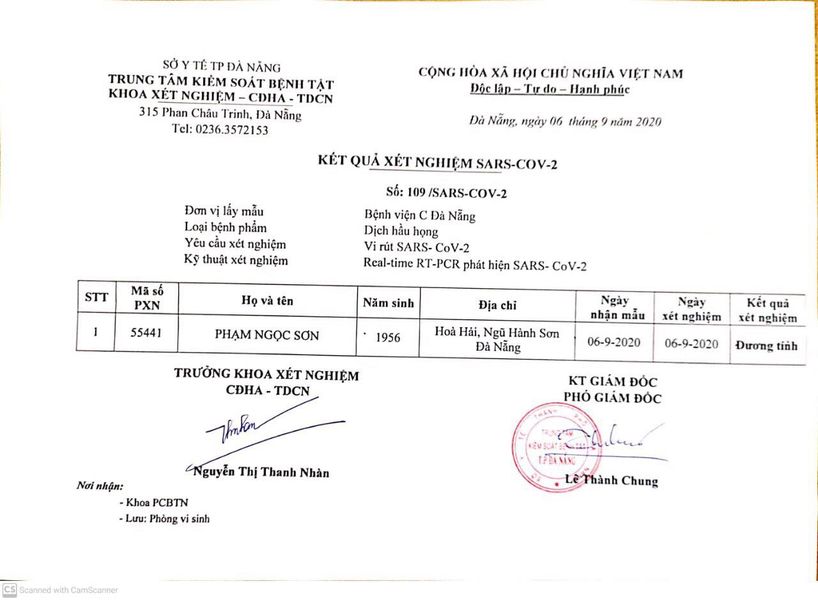 SỞ Y TẾ TP ĐÀ NẴNG
TRUNG TÂM KIỂM SOÁT BỆNH TẬT
KHOA XÉT NGHIỆM – CĐHA - TDCN
315 Phan Châu Trinh, Đà Nẵng
Tel: 0236.3572153
CỘNG HÒA XÃ HỘI CHỦ NGHĨA VIỆT NAM
Độc lập – Tự do – Hạnh phúc
Đà Nẵng, ngày 06 tháng 9 năm 2020
KẾT QUẢ XÉT NGHIỆM SARS-COV-2
Số: 109 /SARS-COV-2
Đơn vị lấy mẫu Bệnh viện C Đà Nẵng
Loại bệnh phẩm Dịch hầu họng
Yêu cầu xét nghiệm Vi rút SARS- CoV-2
Kỹ thuật xét nghiệm Real-time RT-PCR phát hiện SARS- CoV-2
STT Mã số PXN Họ và tên Năm sinh Địa chỉ Ngày nhận mẫu Ngày xét nghiệm Kết quả xét nghiệm
1 55441 PHẠM NGỌC SƠN 1956 Hoà Hải, Ngũ Hành Sơn Đà Nẵng 06-9-2020 06-9-2020 Dương tính
TRƯỞNG KHOA XÉT NGHIỆM
CĐHA - TDCN
Nguyễn Thị Thanh Nhàn
KT GIÁM ĐỐC
PHÓ GIÁM ĐỐC
TRUNG TÂM
KIỂM SOÁT BỆNH TẬT
T.P ĐÀ NẴNG
Lê Thành Chung
Nơi nhận:
- Khoa PCBTN
- Lưu: Phòng vi sinh
CS Scanned with CamScanner